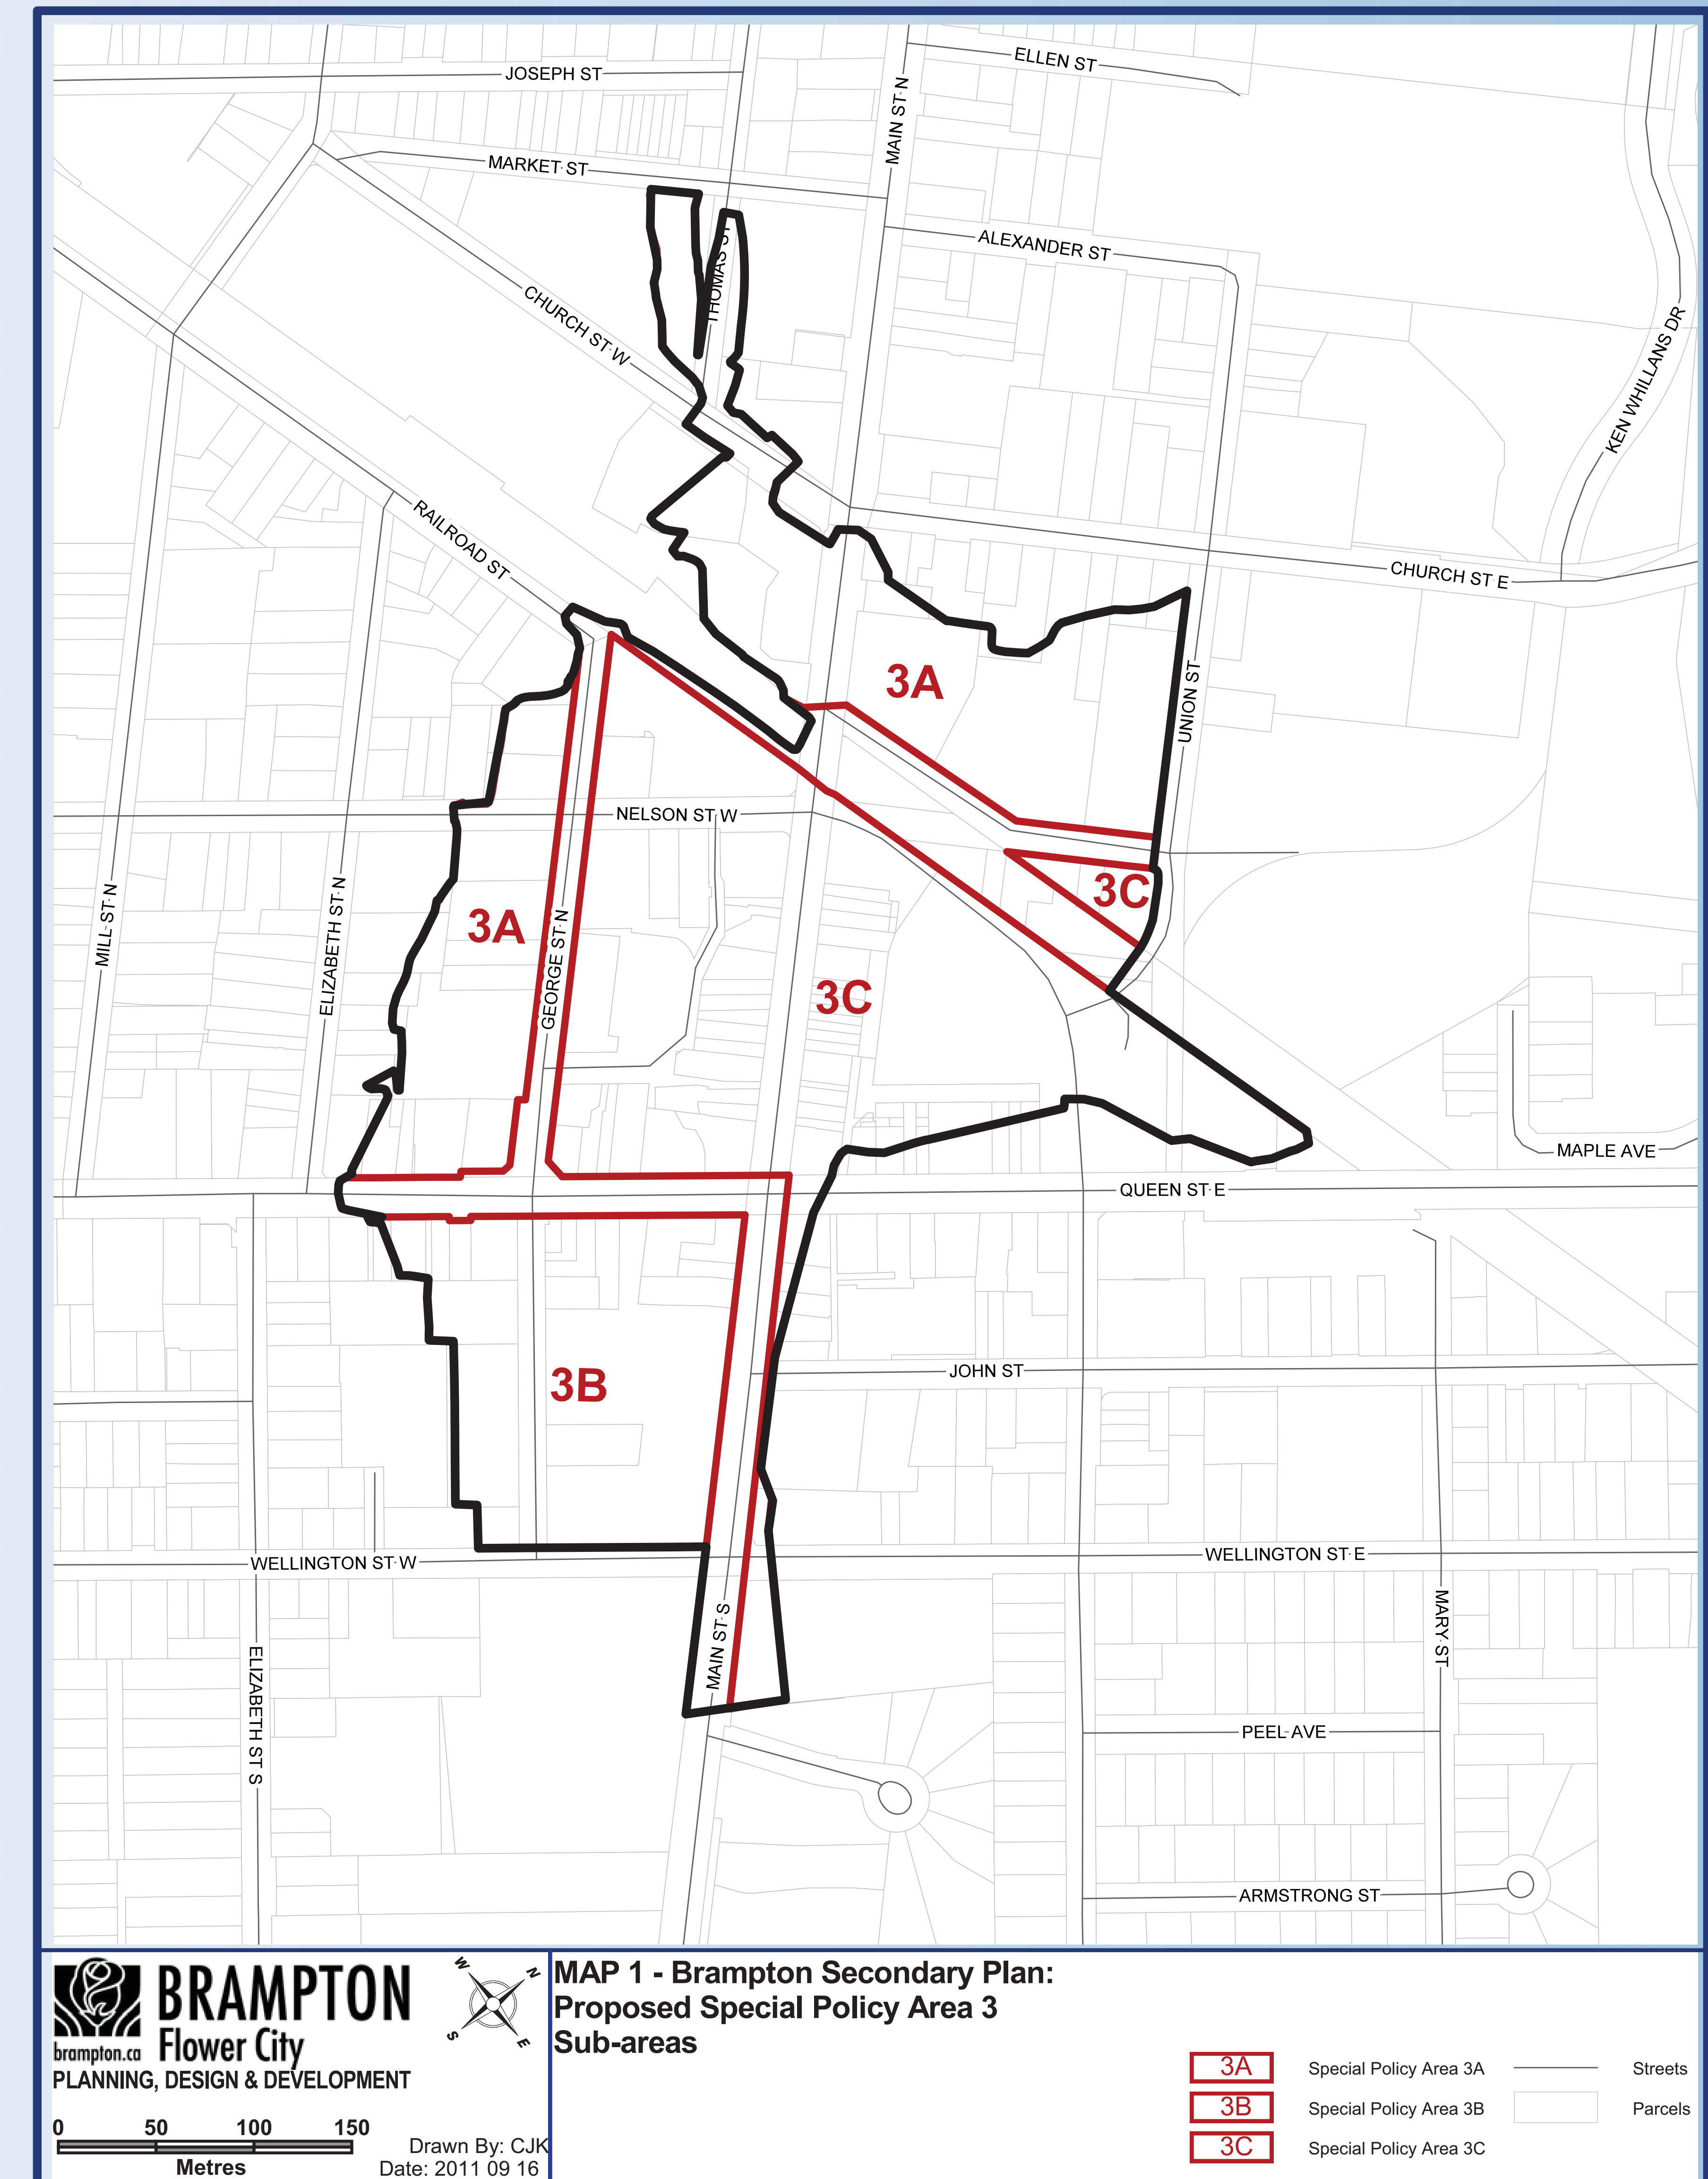 ELLEN ST
JOSEPH ST
MAIN ST N
MARKET ST
ALEXANDER ST
THOMAS ST
CHURCH ST W
KEN WHILLANS DR
RAILROAD ST
CHURCH ST E
3A
UNION ST
NELSON ST W
3C
MILL ST N
ELIZABETH ST N
3A
GEORGE ST N
3C
MAPLE AVE
QUEEN ST E
JOHN ST
3B
WELLINGTON ST W
WELLINGTON ST E
MAIN ST S
MARY ST
ELIZABETH ST S
PEEL AVE
ARMSTRONG ST
BRAMPTON
Flower City
brampton.ca
PLANNING, DESIGN & DEVELOPMENT
W N
S E
0 50 100 150
Metres
Drawn By: CJK
Date: 2011 09 16
MAP 1 - Brampton Secondary Plan:
Proposed Special Policy Area 3
Sub-areas
3A Special Policy Area 3A Streets
3B Special Policy Area 3B Parcels
3C Special Policy Area 3C